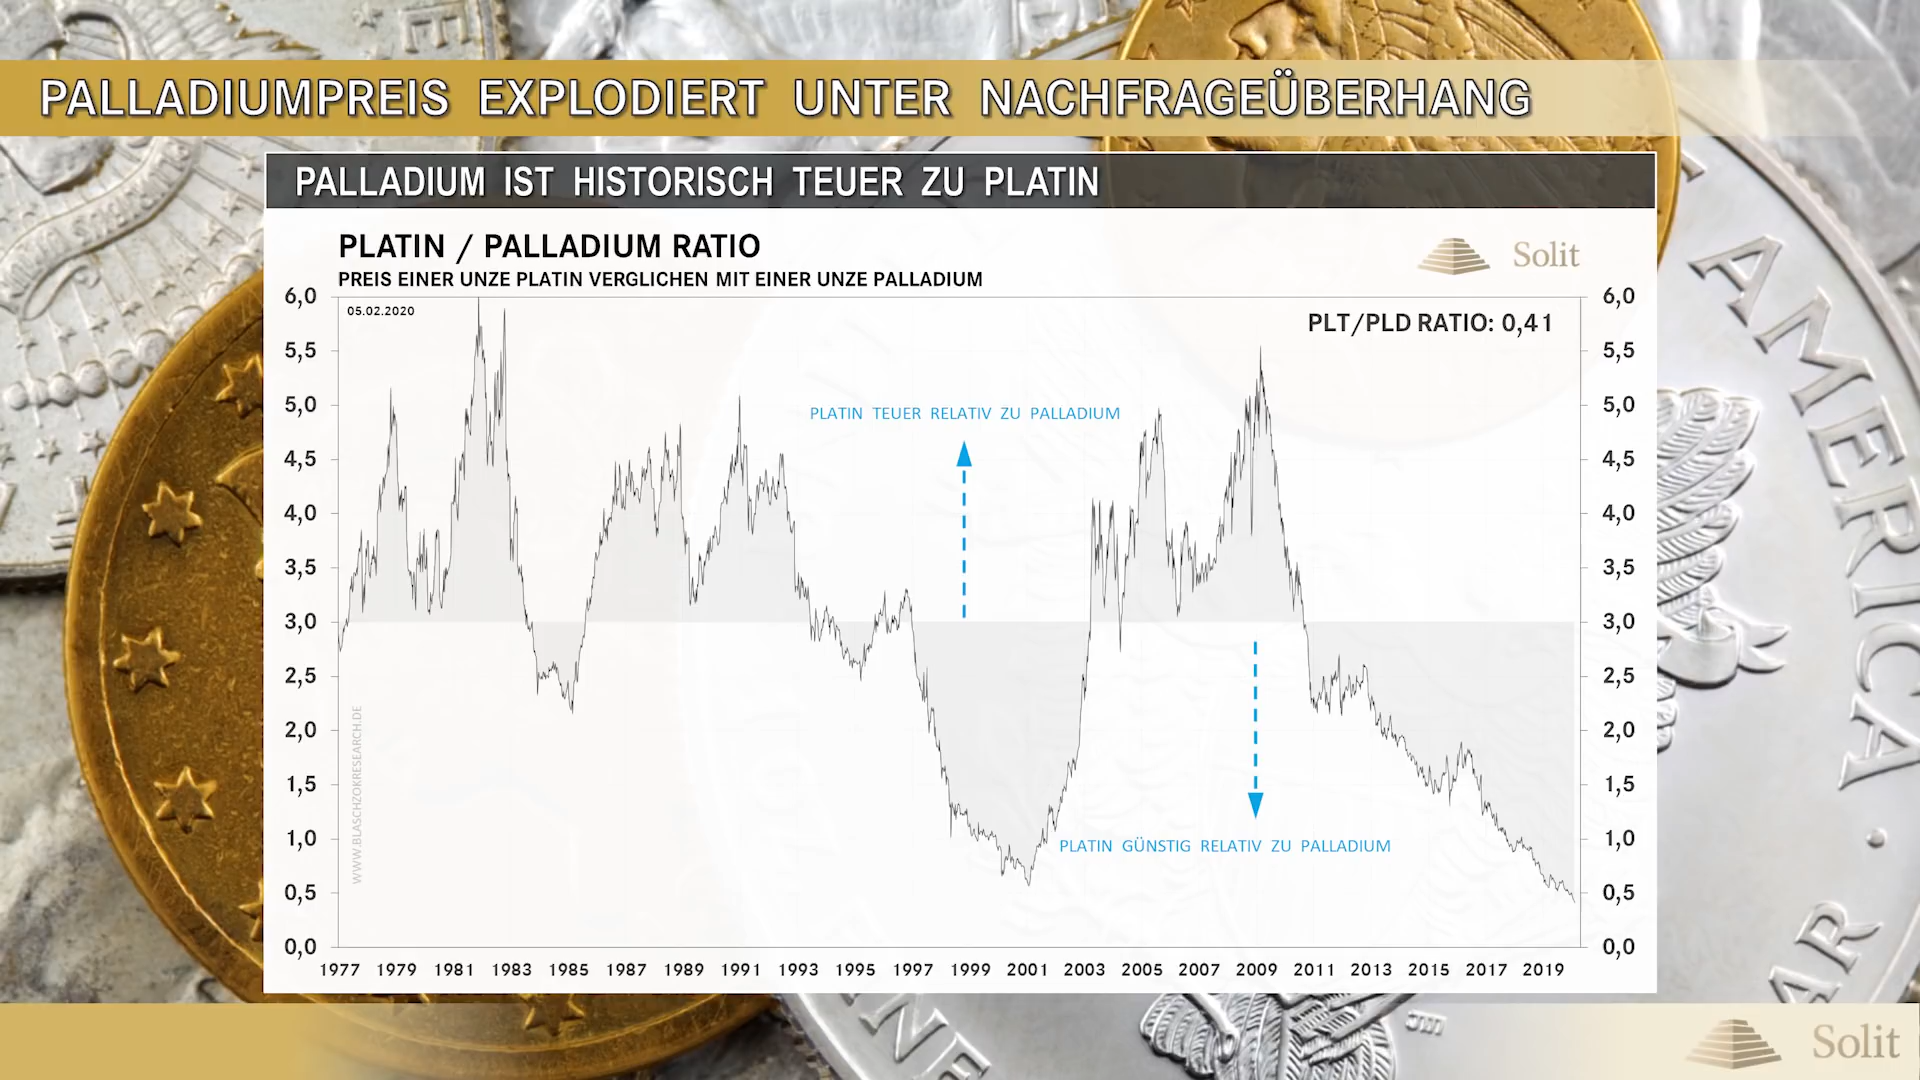 PALLADIUMPREIS EXPLODIERT UNTER NACHFRAGEÜBERHANG
PALLADIUM IST HISTORISCH TEUER ZU PLATIN
PLATIN / PALLADIUM RATIO
PREIS EINER UNZE PLATIN VERGLICHEN MIT EINER UNZE PALLADIUM
Solit
05.02.2020
PLT/PLD RATIO: 0,41
6,0 6,0
5,5 5,5
5,0 5,0
4,5 4,5
4,0 4,0
3,5 3,5
3,0 3,0
2,5 2,5
2,0 2,0
1,5 1,5
1,0 1,0
0,5 0,5
0,0 0,0
PLATIN TEUER RELATIV ZU PALLADIUM
PLATIN GÜNSTIG RELATIV ZU PALLADIUM
WWW.BLASCHZOKRESEARCH.DE
1977 1979 1981 1983 1985 1987 1989 1991 1993 1995 1997 1999 2001 2003 2005 2007 2009 2011 2013 2015 2017 2019
AMERICA
Solit